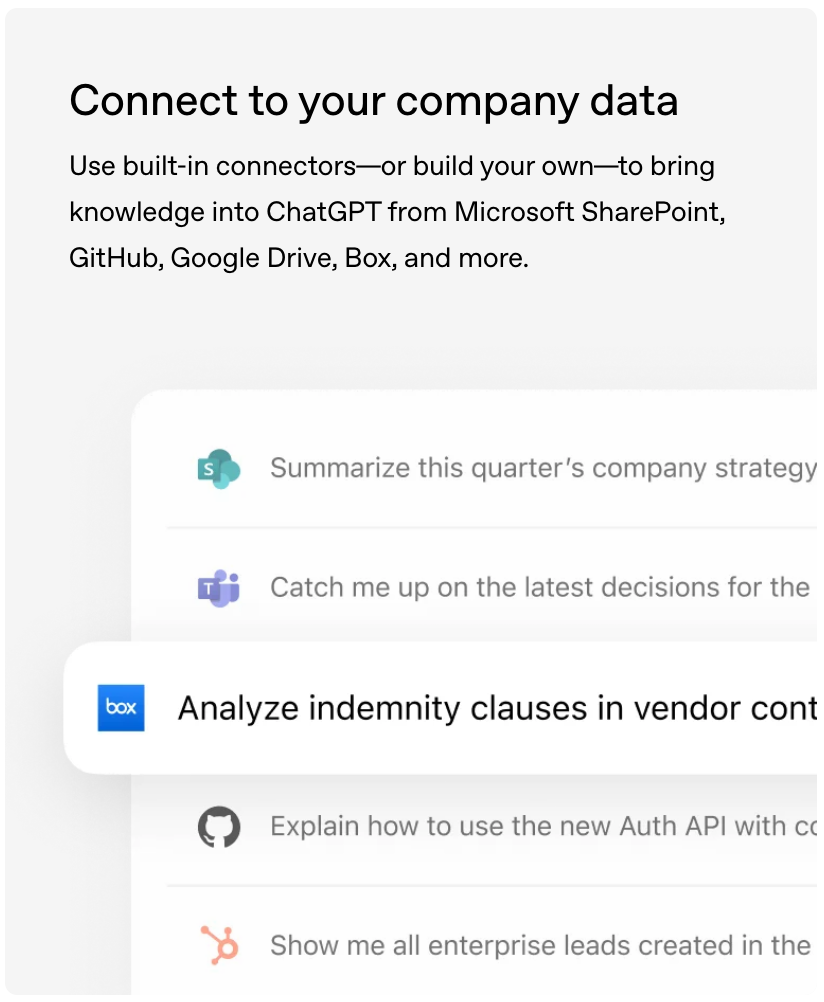 Connect to your company data
Use built-in connectors—or build your own—to bring
knowledge into ChatGPT from Microsoft SharePoint,
GitHub, Google Drive, Box, and more.
S
Summarize this quarter’s company strategy
T
Catch me up on the latest decisions for the
box
Analyze indemnity clauses in vendor cont
Explain how to use the new Auth API with co
Show me all enterprise leads created in the